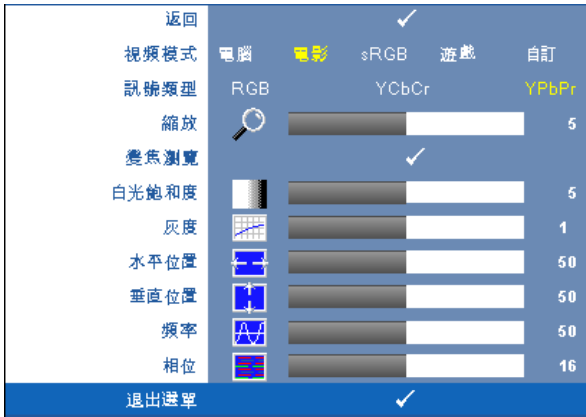 返回
視頻模式 電腦 電影 sRGB 遊戲 自訂
訊號類型 RGB YCbCr YPbPr
縮放 5
變焦瀏覽
白光飽和度 5
灰度 1
水平位置 50
垂直位置 50
頻率 50
相位 16
退出選單